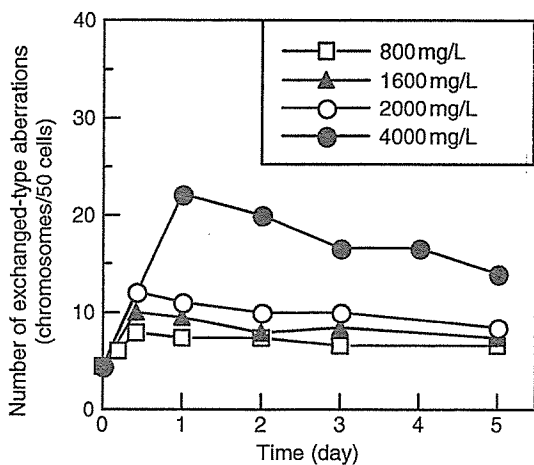 Number of exchanged-type aberrations
(chromosomes/50 cells)
40
30
20
10
0
800 mg/L
1600 mg/L
2000 mg/L
4000 mg/L
0 1 2 3 4 5
Time (day)